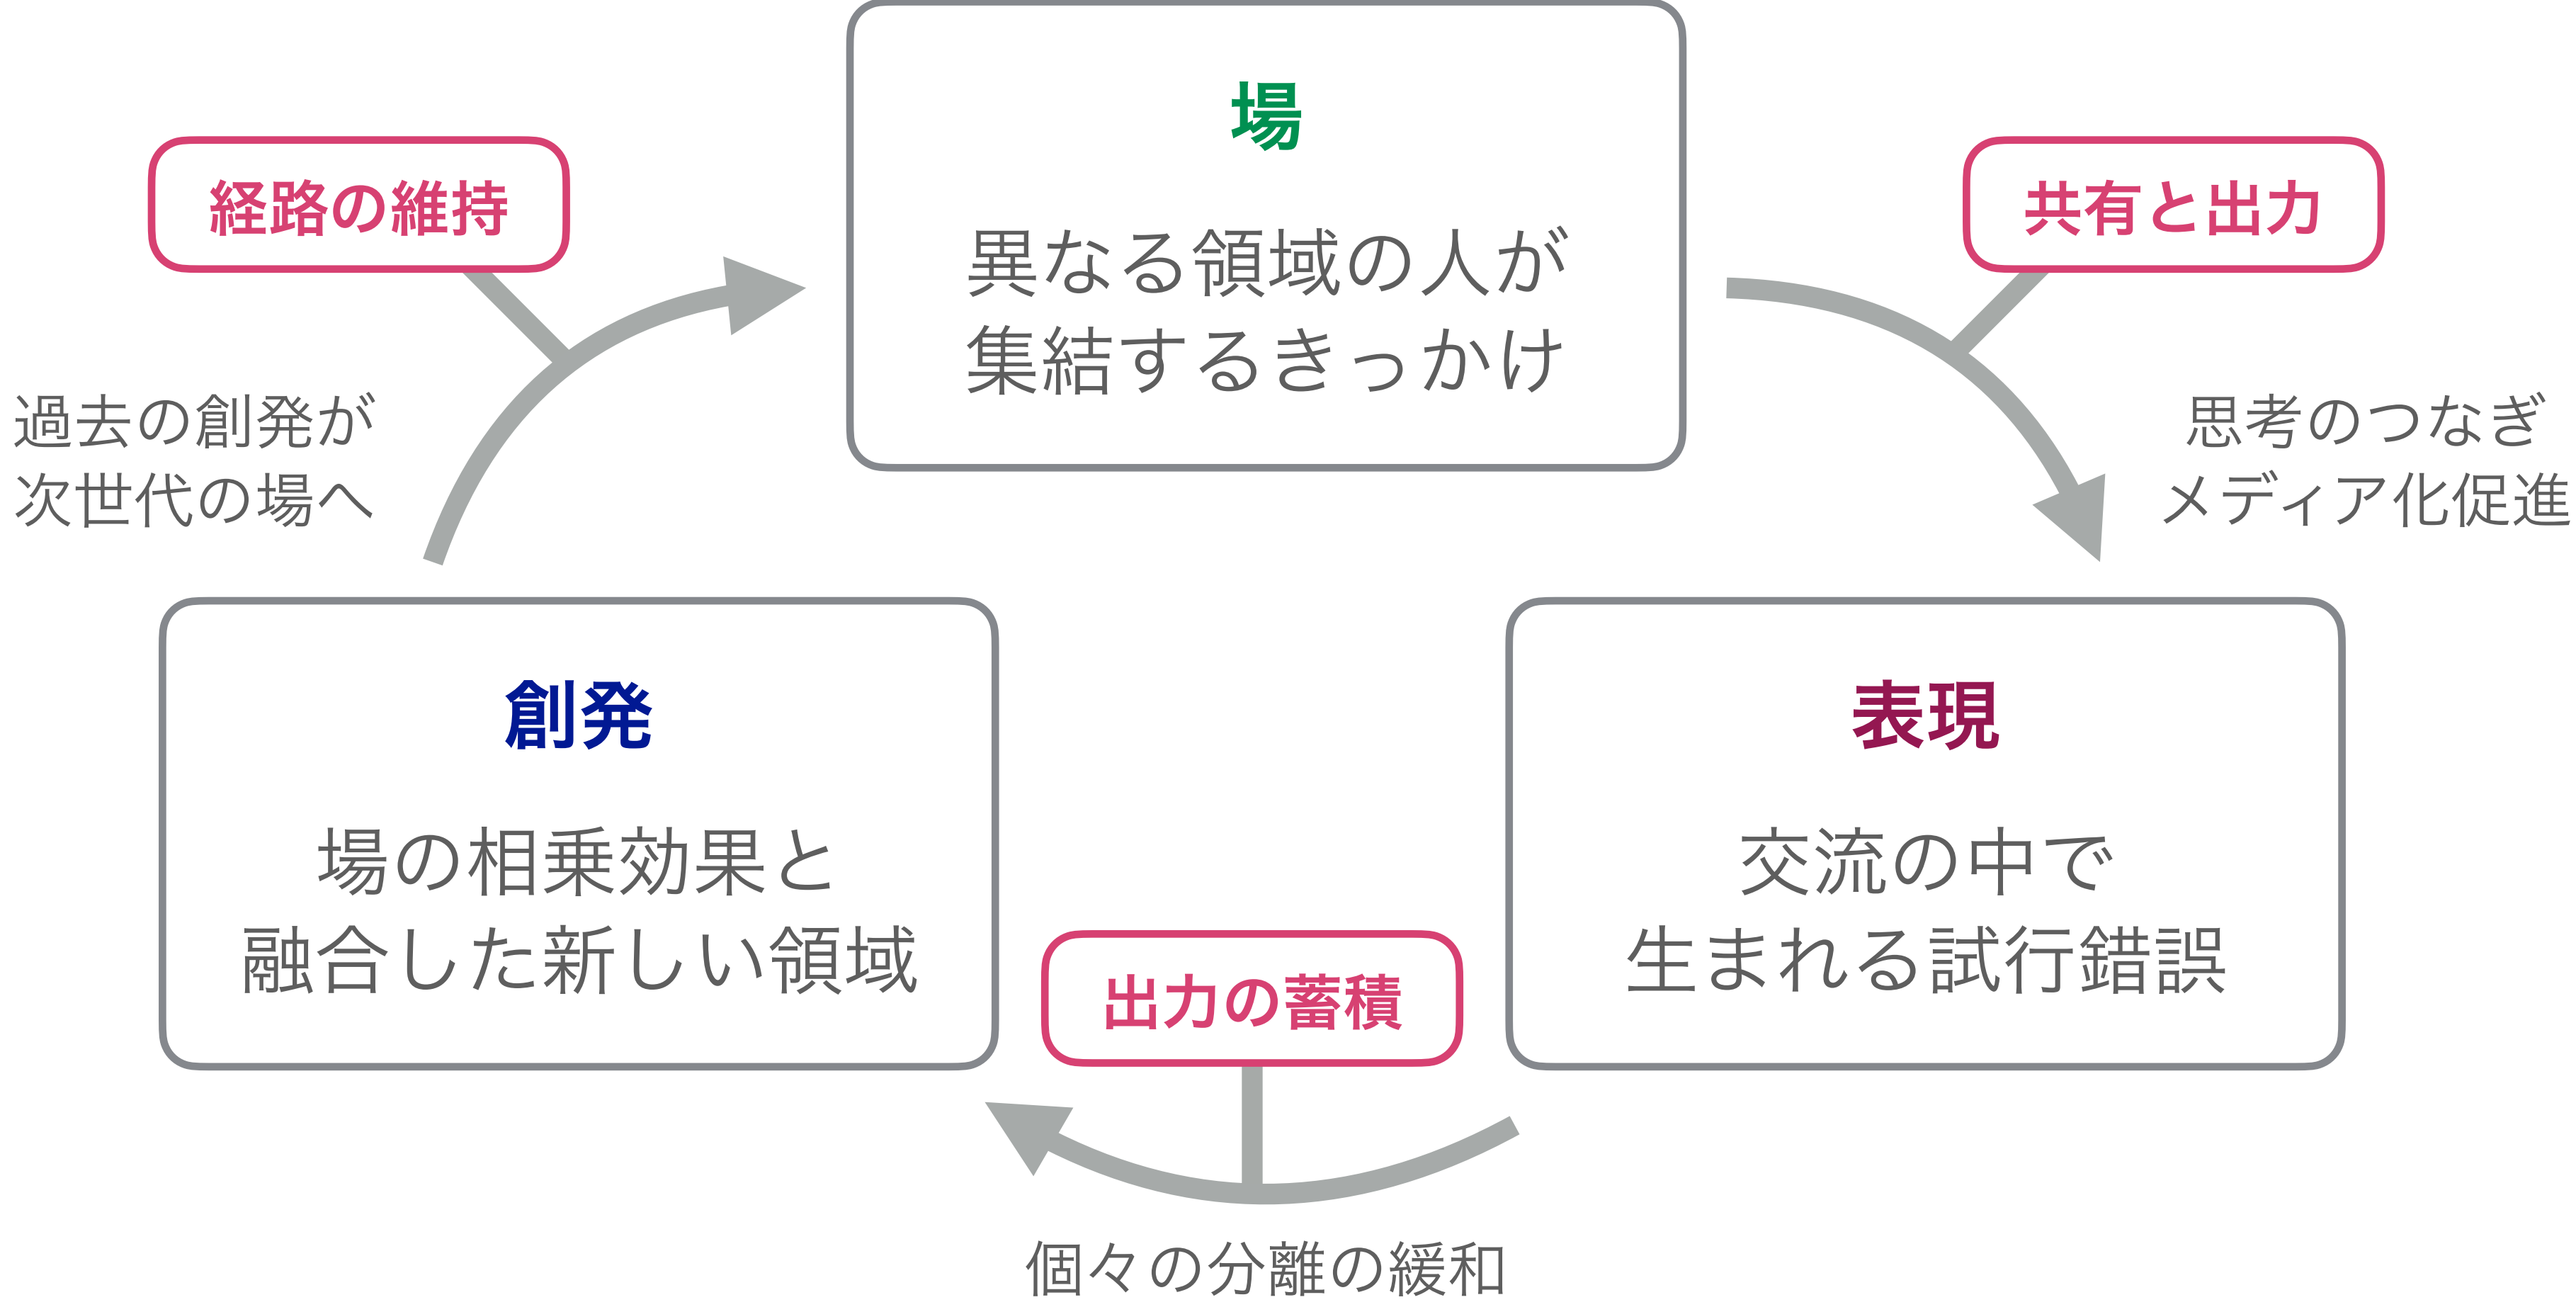 場
異なる領域の人が
集結するきっかけ
経路の維持
共有と出力
過去の創発が
次世代の場へ
思考のつなぎ
メディア化促進
創発
場の相乗効果と
融合した新しい領域
表現
交流の中で
生まれる試行錯誤
出力の蓄積
個々の分離の緩和